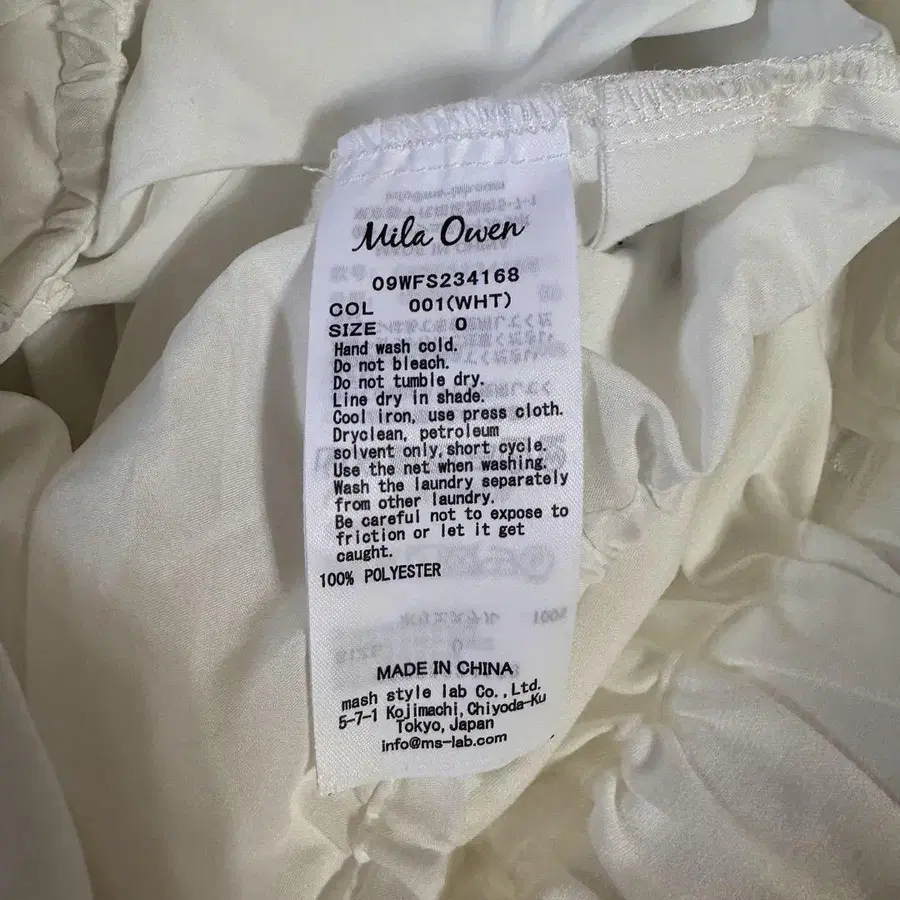 Mila Owen
09WFS234168
COL 001(WHT)
SIZE 0
Hand wash cold.
Do not bleach.
Do not tumble dry.
Line dry in shade.
Cool iron, use press cloth.
Dryclean, petroleum
solvent only,short cycle.
Use the net when washing.
Wash the laundry separately
from other laundry.
Be careful not to expose to
friction or let it get
caught.
100% POLYESTER
MADE IN CHINA
mash style lab Co.,Ltd.
5-7-1 Kojimachi,Chiyoda-Ku
Tokyo,Japan
info@ms-lab.com